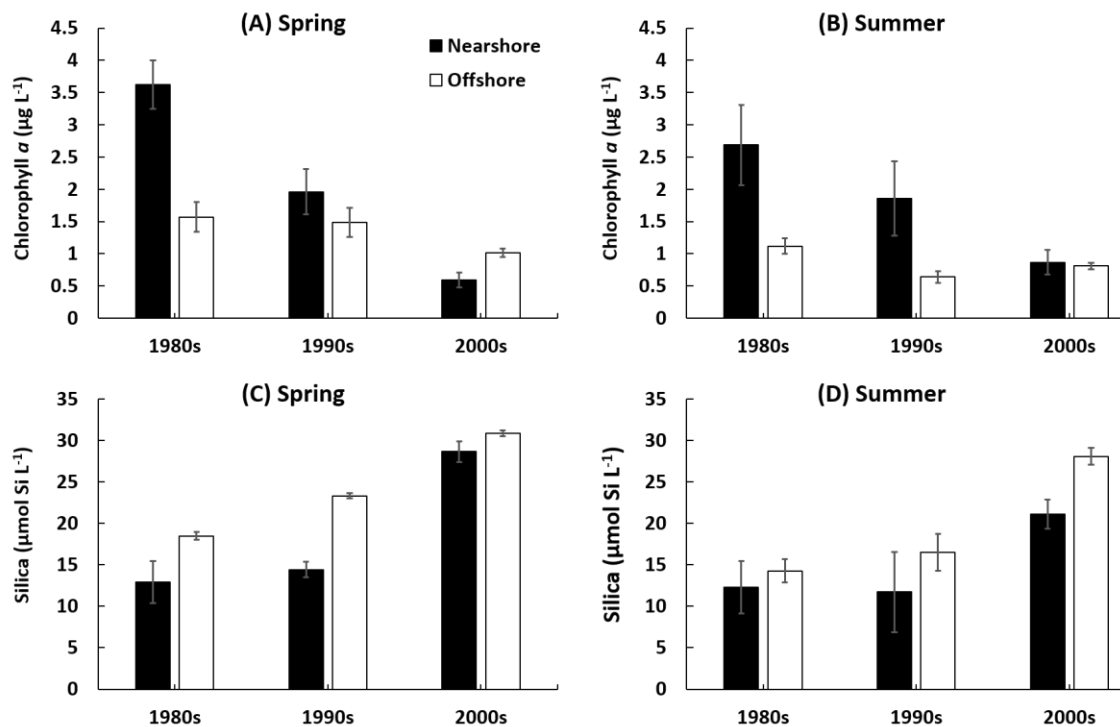 (A) Spring
Nearshore
Offshore
Chlorophyll a (µg L-1)
4.5
4
3.5
3
2.5
2
1.5
1
0.5
0
1980s 1990s 2000s
(B) Summer
Chlorophyll a (µg L-1)
4.5
4
3.5
3
2.5
2
1.5
1
0.5
0
1980s 1990s 2000s
(C) Spring
Silica (µmol Si L-1)
35
30
25
20
15
10
5
0
1980s 1990s 2000s
(D) Summer
Silica (µmol Si L-1)
35
30
25
20
15
10
5
0
1980s 1990s 2000s